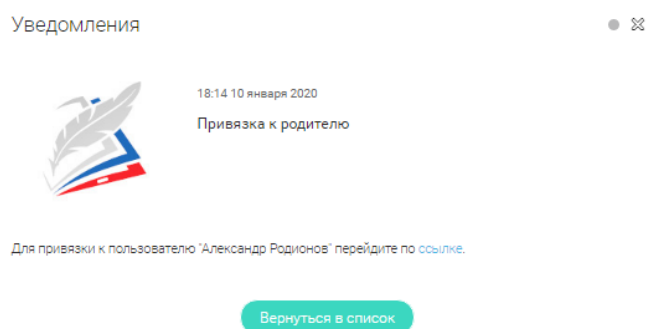 Уведомления
18:14 10 января 2020
Привязка к родителю
Для привязки к пользователю "Александр Родионов" перейдите по ссылке.
Вернуться в список